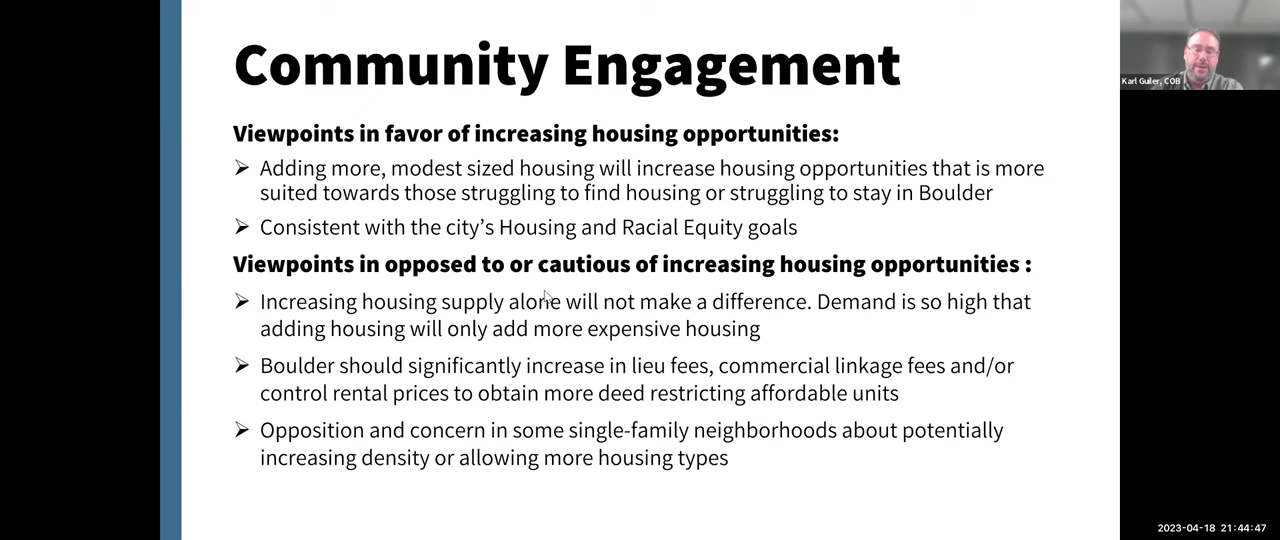 Community Engagement
Viewpoints in favor of increasing housing opportunities:
Adding more, modest sized housing will increase housing opportunities that is more
suited towards those struggling to find housing or struggling to stay in Boulder
Consistent with the city’s Housing and Racial Equity goals
Viewpoints in opposed to or cautious of increasing housing opportunities :
Increasing housing supply alone will not make a difference. Demand is so high that
adding housing will only add more expensive housing
Boulder should significantly increase in lieu fees, commercial linkage fees and/or
control rental prices to obtain more deed restricting affordable units
Opposition and concern in some single-family neighborhoods about potentially
increasing density or allowing more housing types
Karl Guiler, COB
2023-04-18 21:44:47